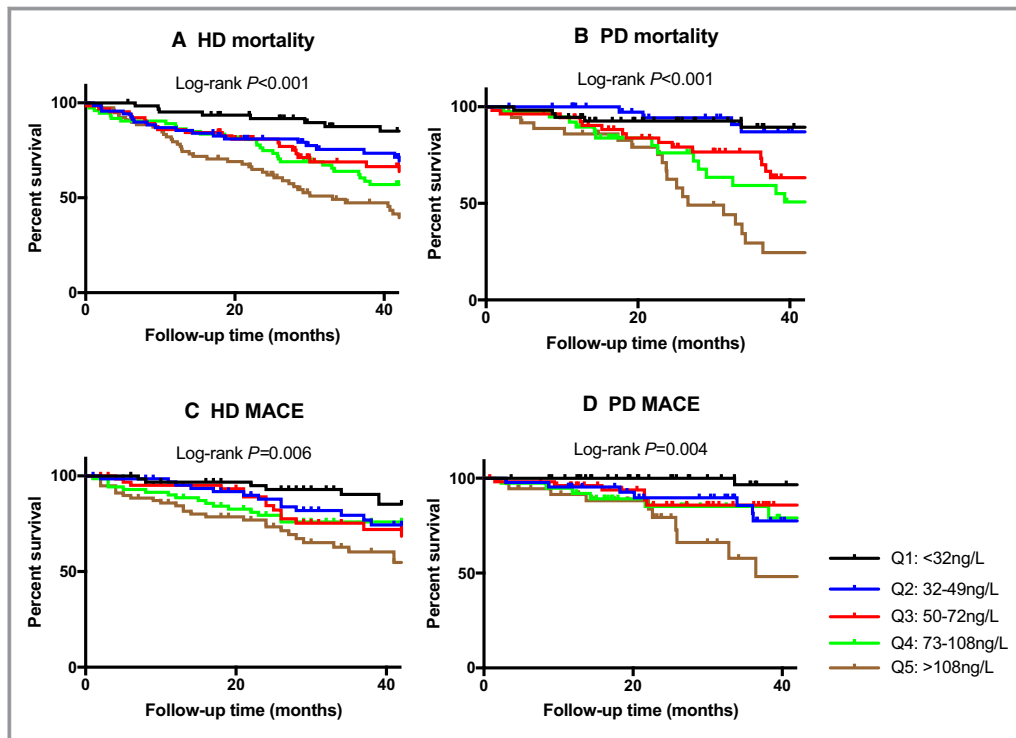 A HD mortality
Log-rank P<0.001
Percent survival
100
50
0
0
20
40
Follow-up time (months)
B PD mortality
Log-rank P<0.001
Percent survival
100
50
0
0
20
40
Follow-up time (months)
C HD MACE
Log-rank P=0.006
Percent survival
100
50
0
0
20
40
Follow-up time (months)
D PD MACE
Log-rank P=0.004
Percent survival
100
50
0
0
20
40
Follow-up time (months)
Q1: <32ng/L
Q2: 32-49ng/L
Q3: 50-72ng/L
Q4: 73-108ng/L
Q5: >108ng/L